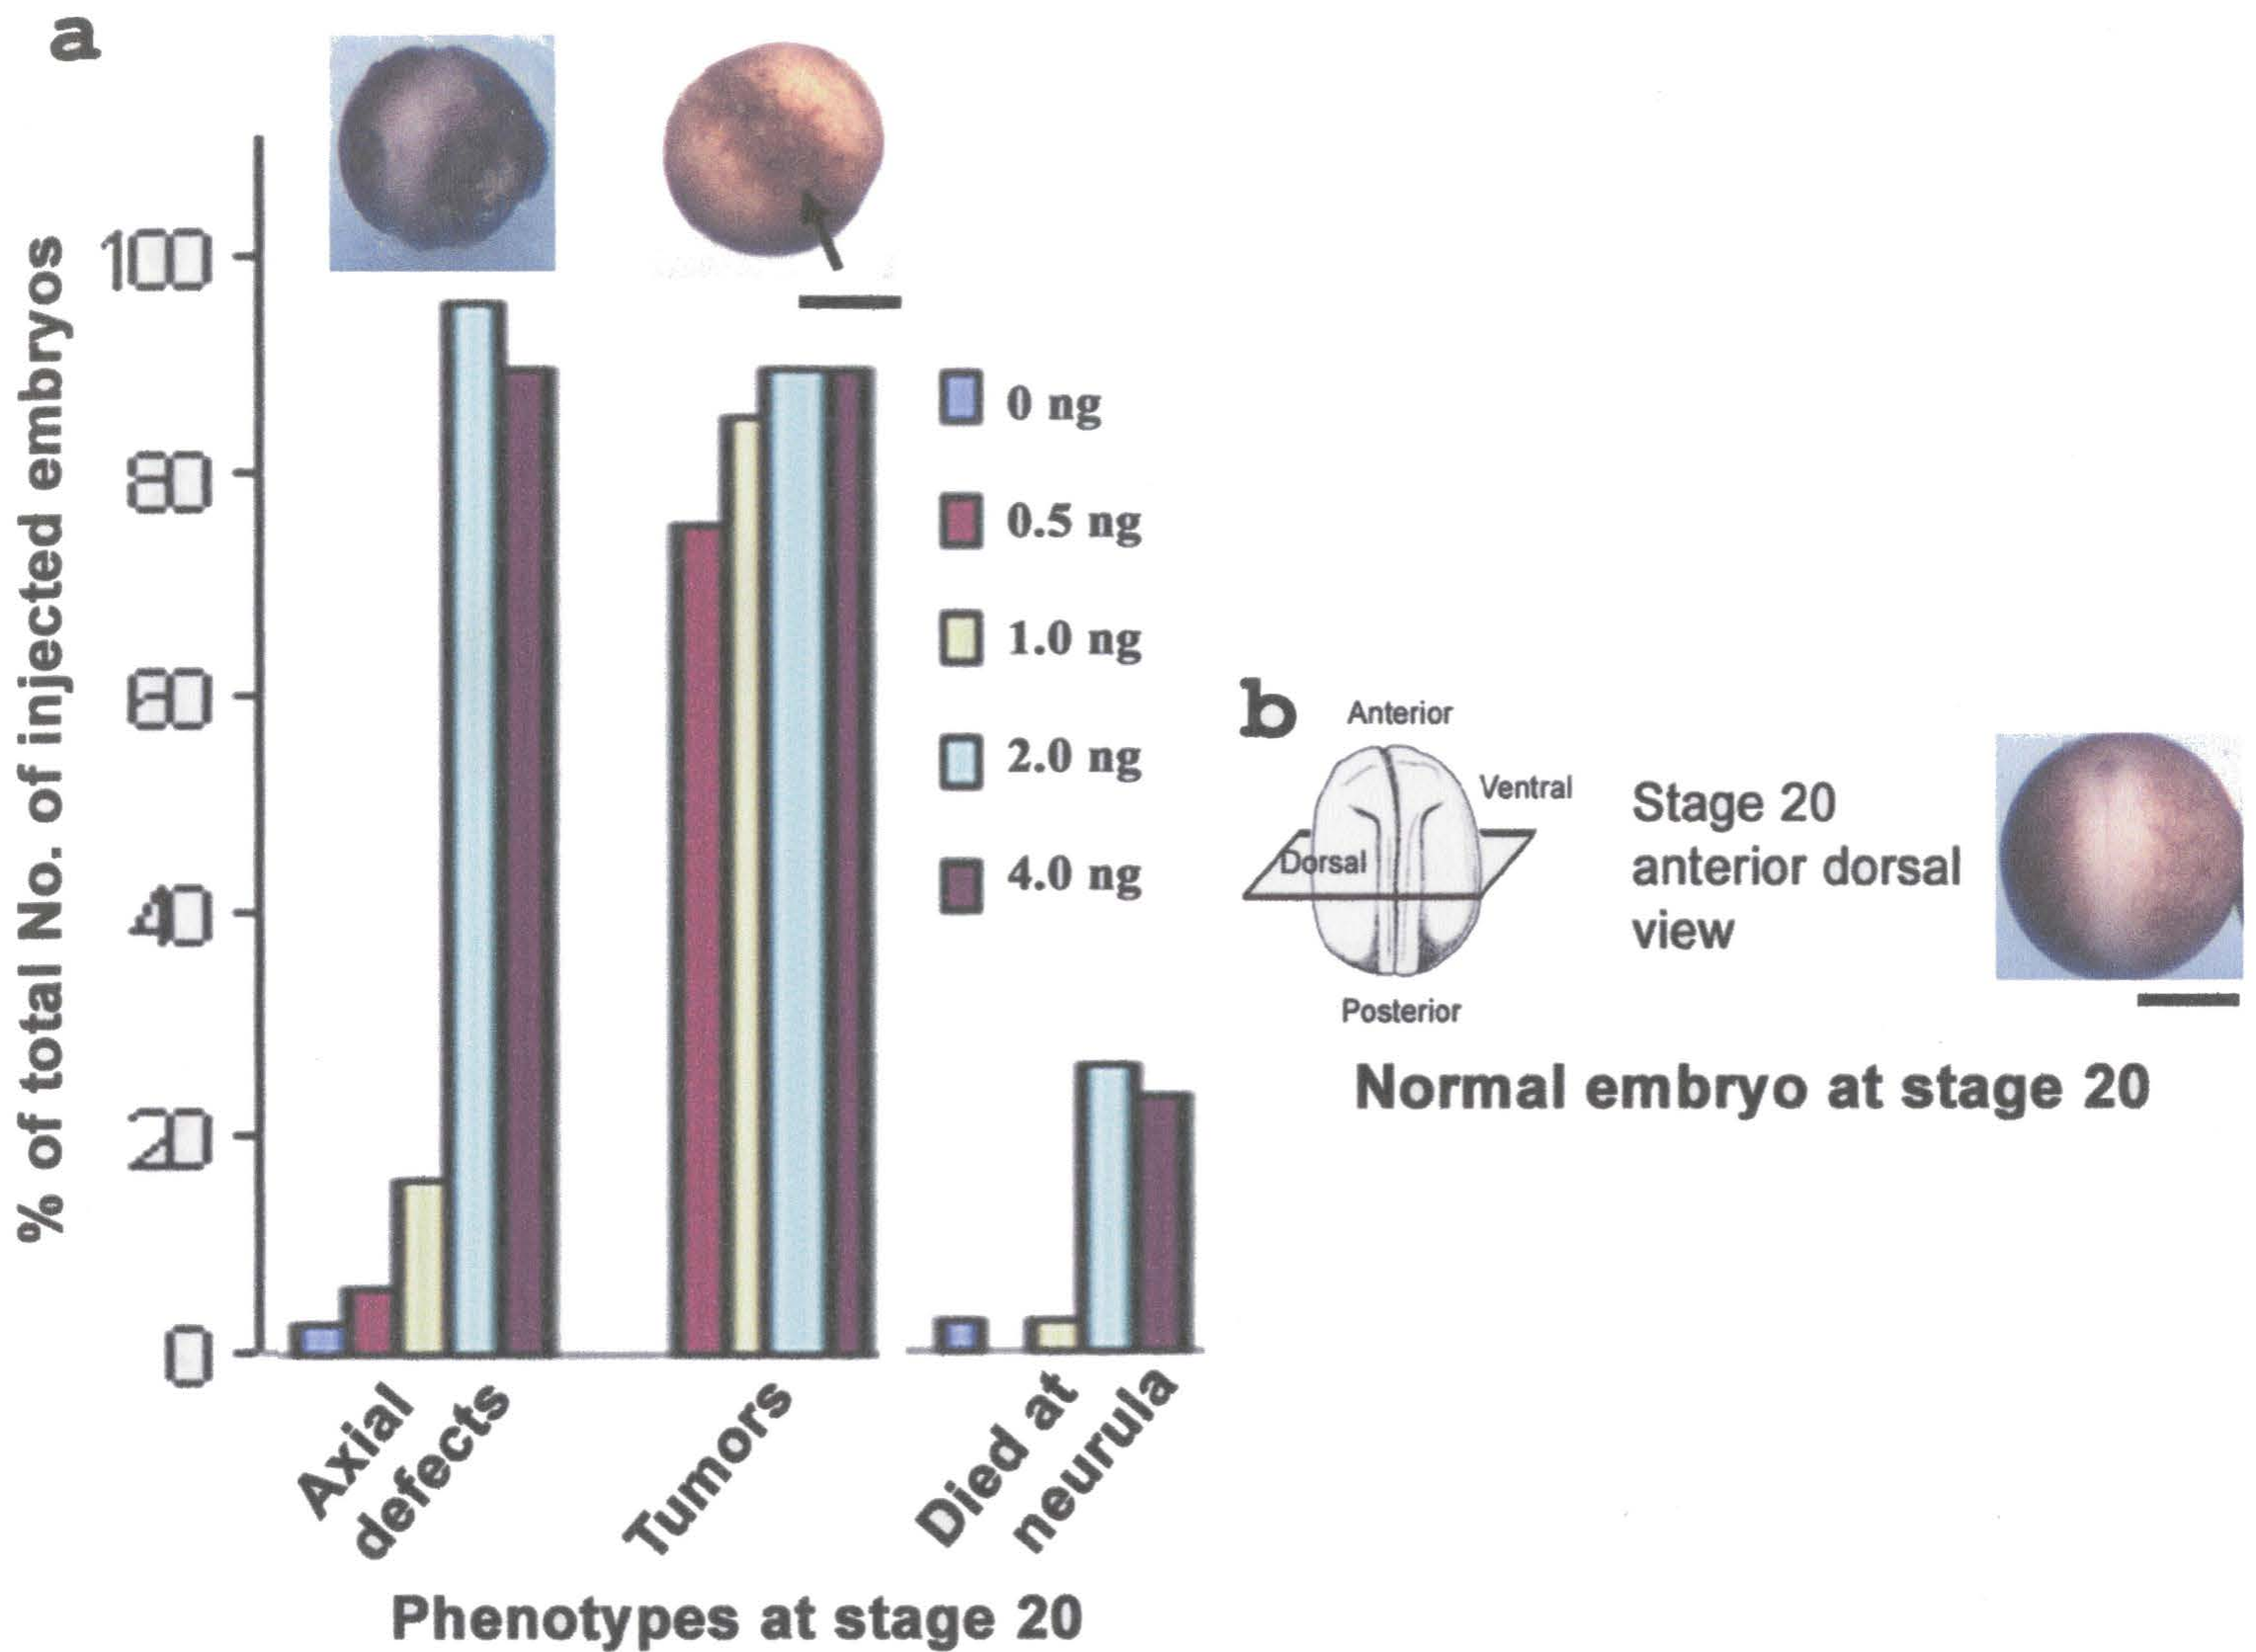 a
% of total No. of injected embryos
100
80
60
40
20
0
0 ng
0.5 ng
1.0 ng
2.0 ng
4.0 ng
Axial
defects
Tumors
Died at
neurula
Phenotypes at stage 20
b
Anterior
Ventral
Dorsal
Posterior
Stage 20
anterior dorsal
view
Normal embryo at stage 20